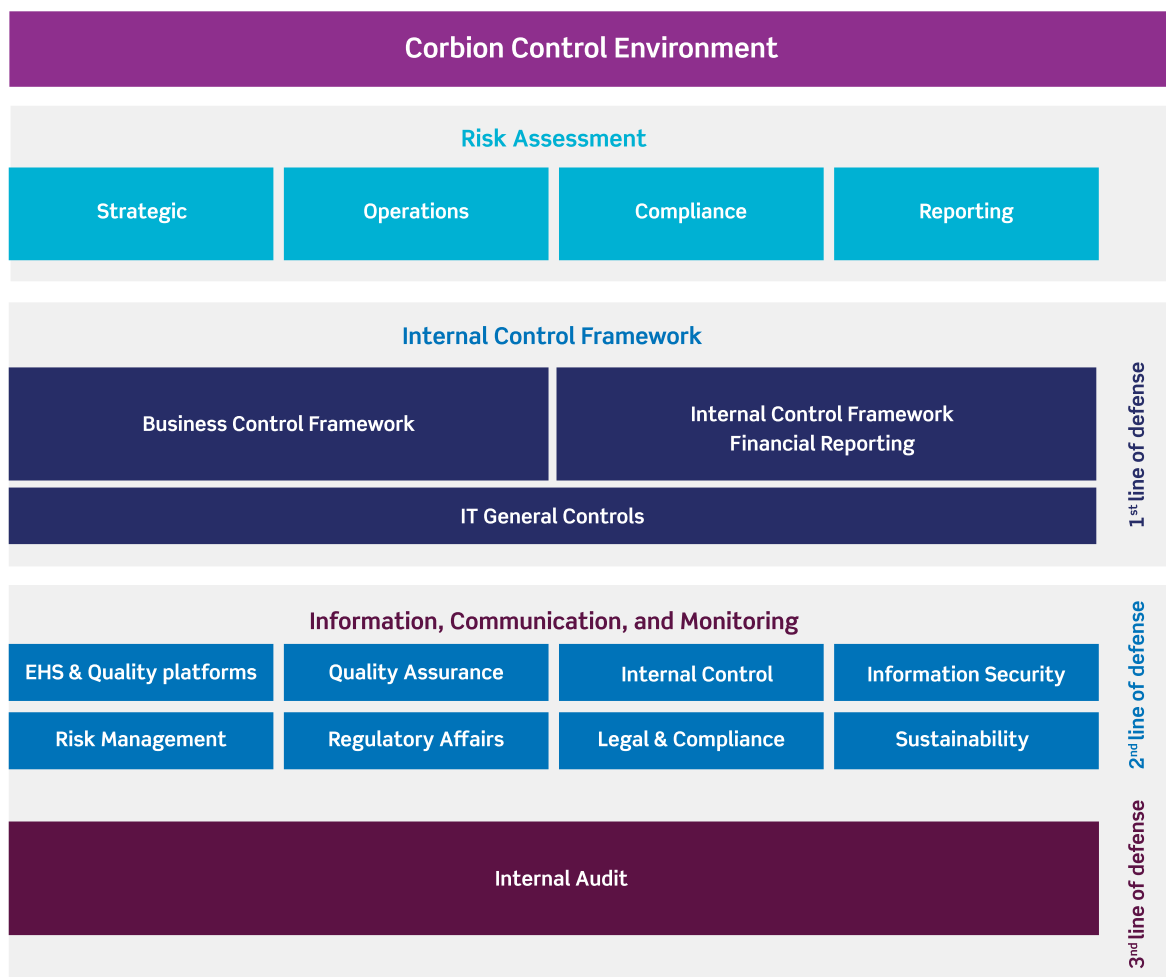 Corbion Control Environment
Risk Assessment
Strategic
Operations
Compliance
Reporting
Internal Control Framework
Business Control Framework
Internal Control Framework
Financial Reporting
IT General Controls
1st line of defense
Information, Communication, and Monitoring
EHS & Quality platforms
Quality Assurance
Internal Control
Information Security
Risk Management
Regulatory Affairs
Legal & Compliance
Sustainability
2nd line of defense
Internal Audit
3nd line of defense